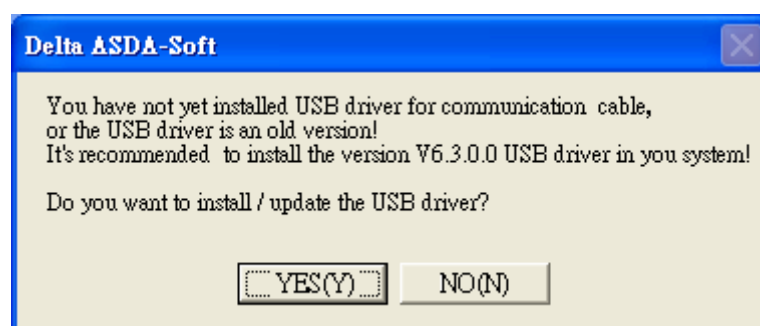 Delta ASDA-Soft
You have not yet installed USB driver for communication cable,
or the USB driver is an old version!
It's recommended to install the version V6.3.0.0 USB driver in you system!
Do you want to install / update the USB driver?
YES(Y) NO(N)